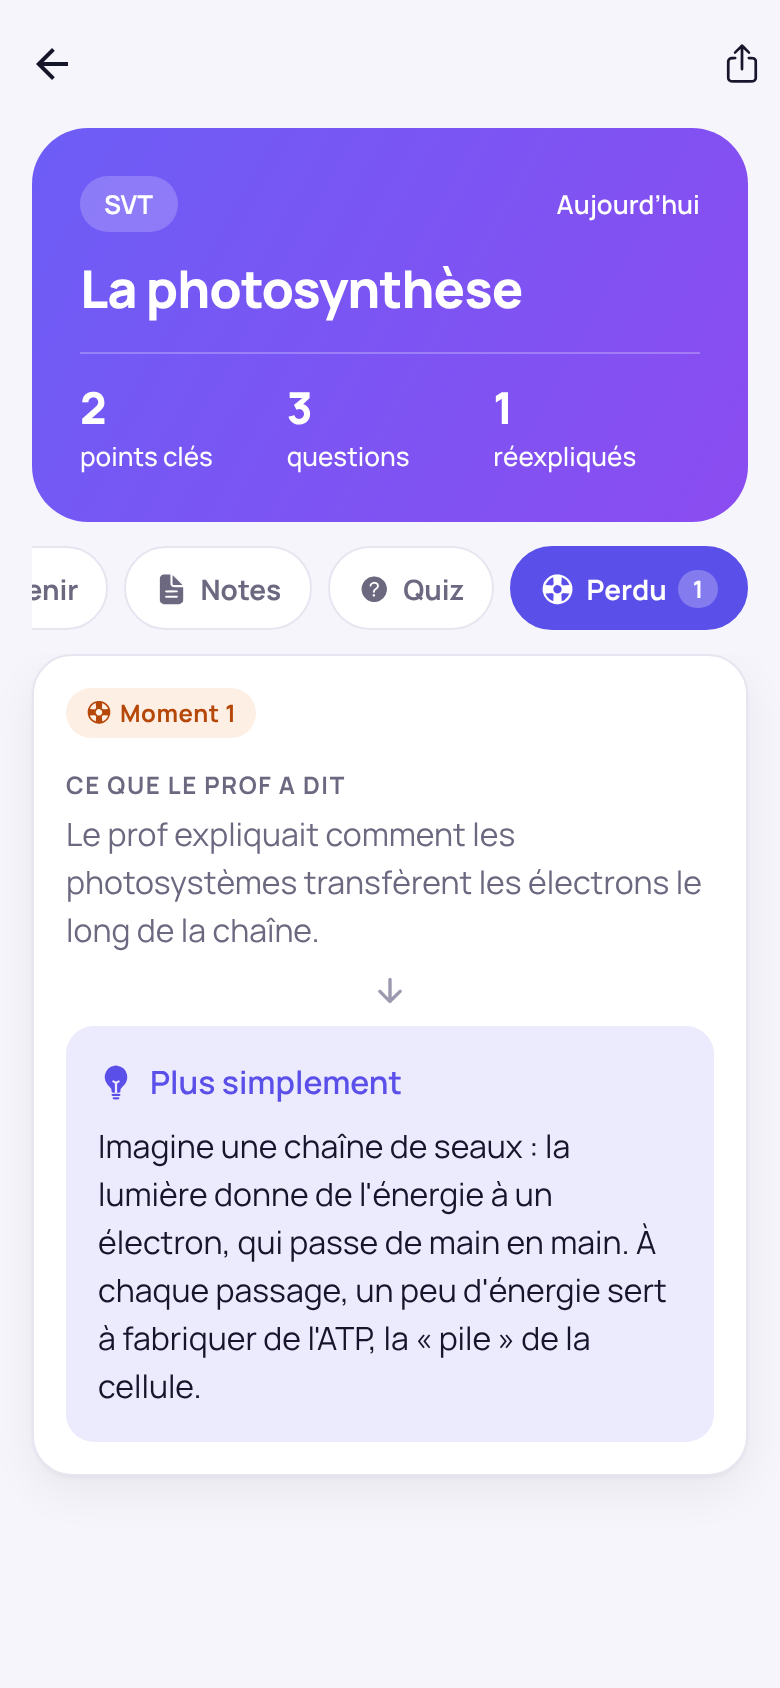 SVT
Aujourd’hui
La photosynthèse
2
3
1
points clés
questions
réexpliqués
enir
Notes
Quiz
Perdu
1
Moment 1
CE QUE LE PROF A DIT
Le prof expliquait comment les
photosystèmes transfèrent les électrons le
long de la chaîne.
Plus simplement
Imagine une chaîne de seaux : la
lumière donne de l'énergie à un
électron, qui passe de main en main. À
chaque passage, un peu d'énergie sert
à fabriquer de l'ATP, la « pile » de la
cellule.